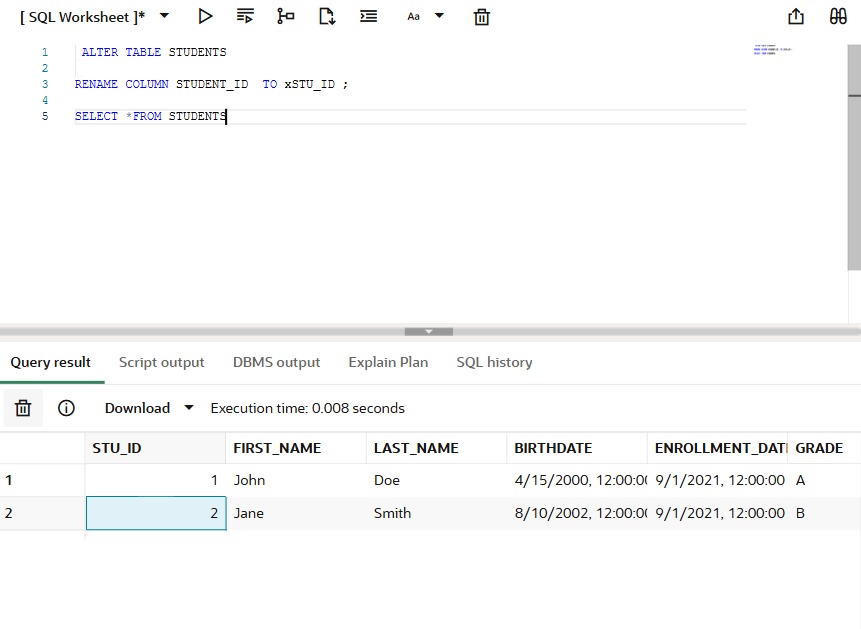 [ SQL Worksheet ]* Aa
1 ALTER TABLE STUDENTS
2
3 RENAME COLUMN STUDENT_ID  TO xSTU_ID ;
4
5 SELECT *FROM STUDENTS
Query result Script output DBMS output Explain Plan SQL history
Download Execution time: 0.008 seconds
STU_ID FIRST_NAME LAST_NAME BIRTHDATE ENROLLMENT_DATI GRADE
1 1 John Doe 4/15/2000, 12:00:00 9/1/2021, 12:00:00 A
2 2 Jane Smith 8/10/2002, 12:00:00 9/1/2021, 12:00:00 B